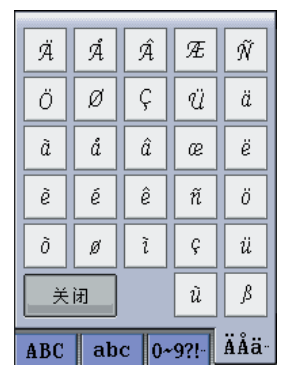 Ä Å Â Æ Ñ
Ö Ø Ç Ü ä
à å â æ ë
è é ê ñ ö
ò ø ì ç ü
关闭 ù ß
ABC abc 0~9?!·· ÄÅä··